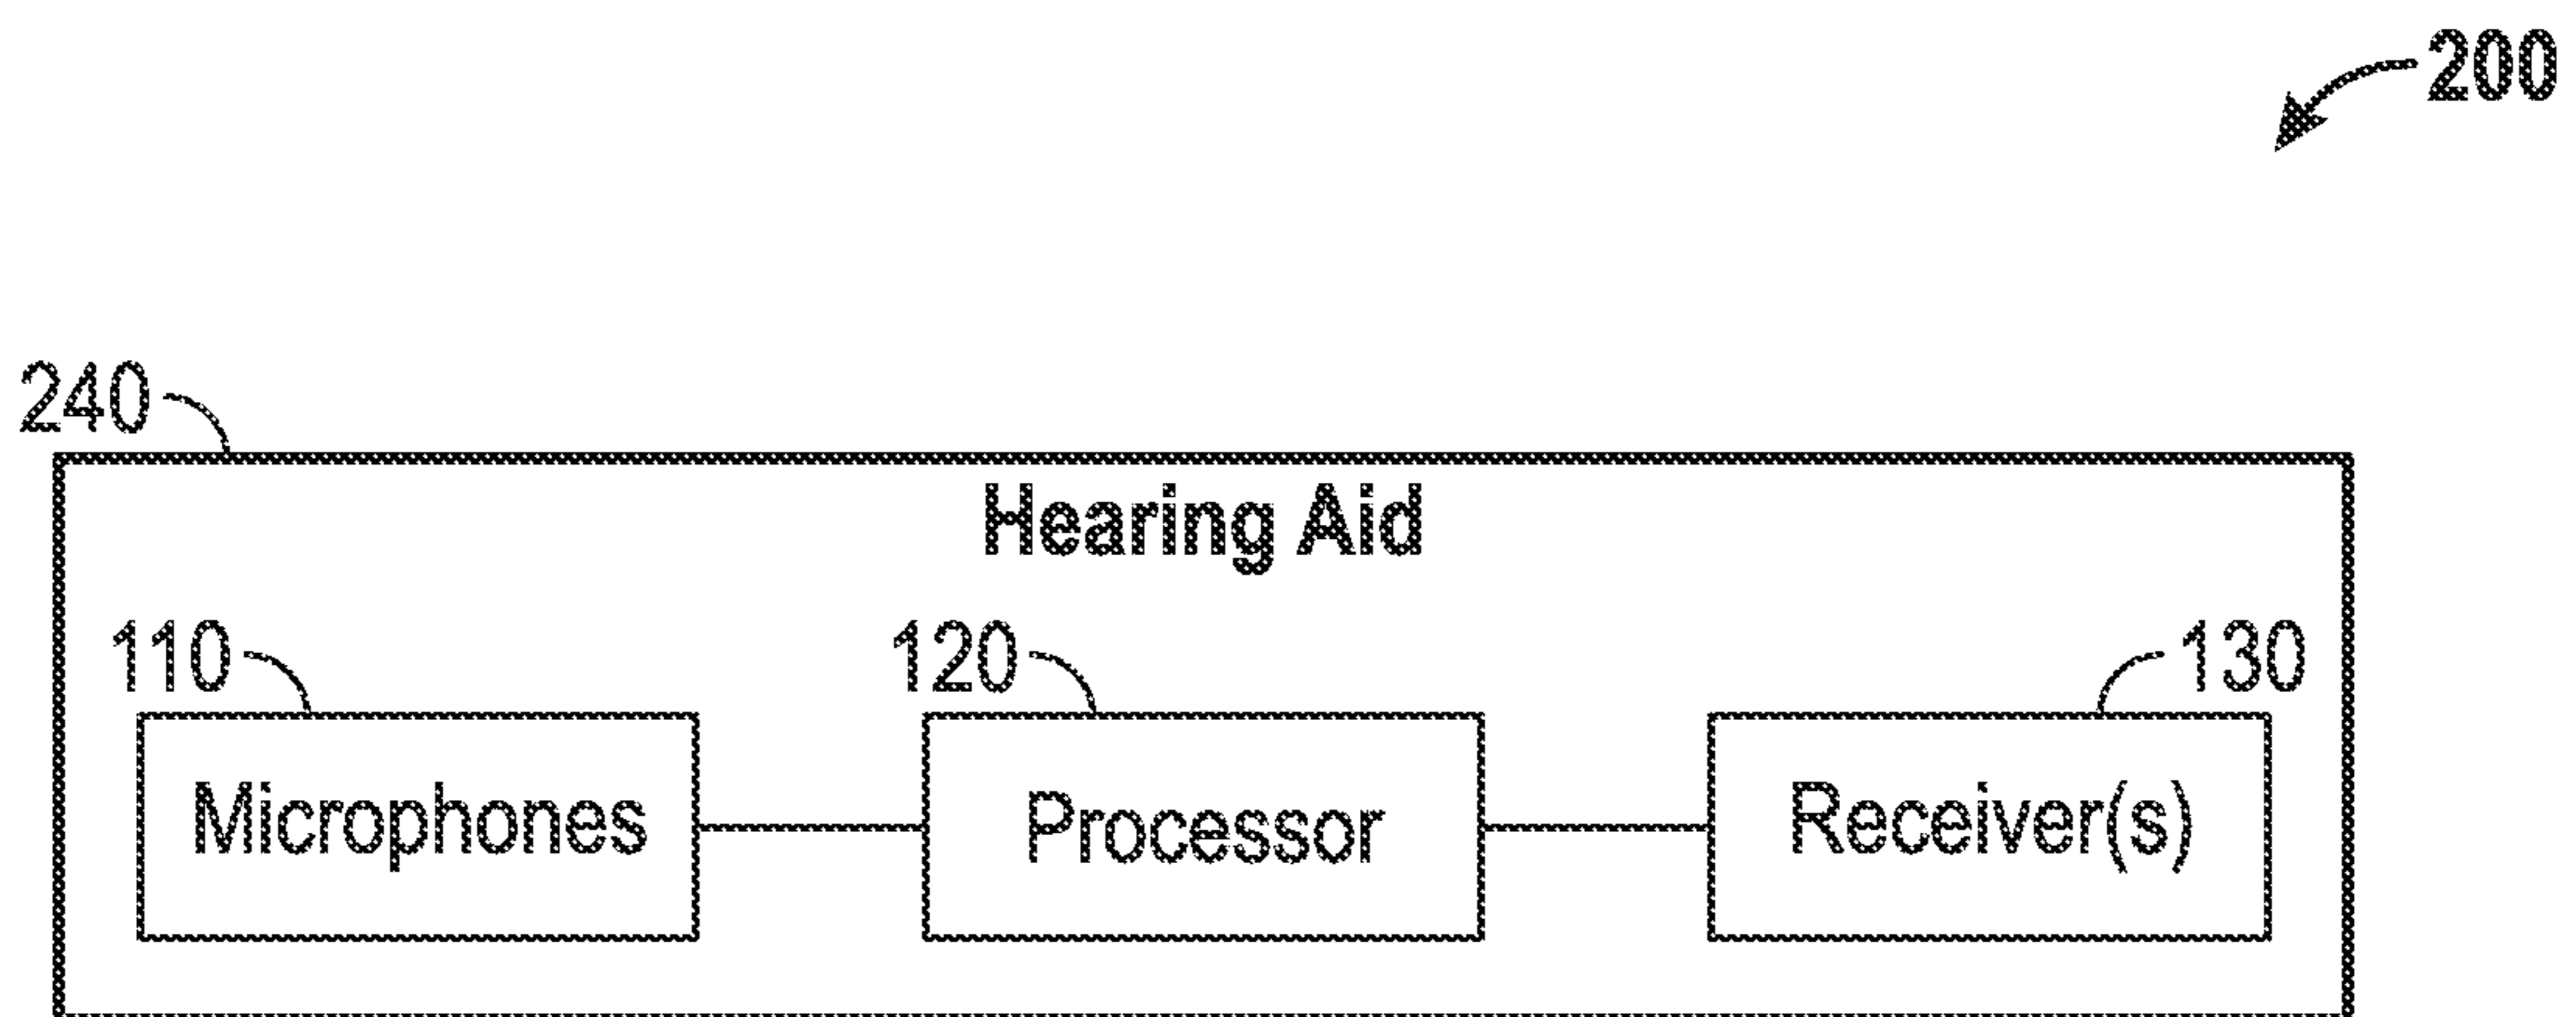 200
240
Hearing Aid
110 120 130
Microphones Processor Receiver(s)